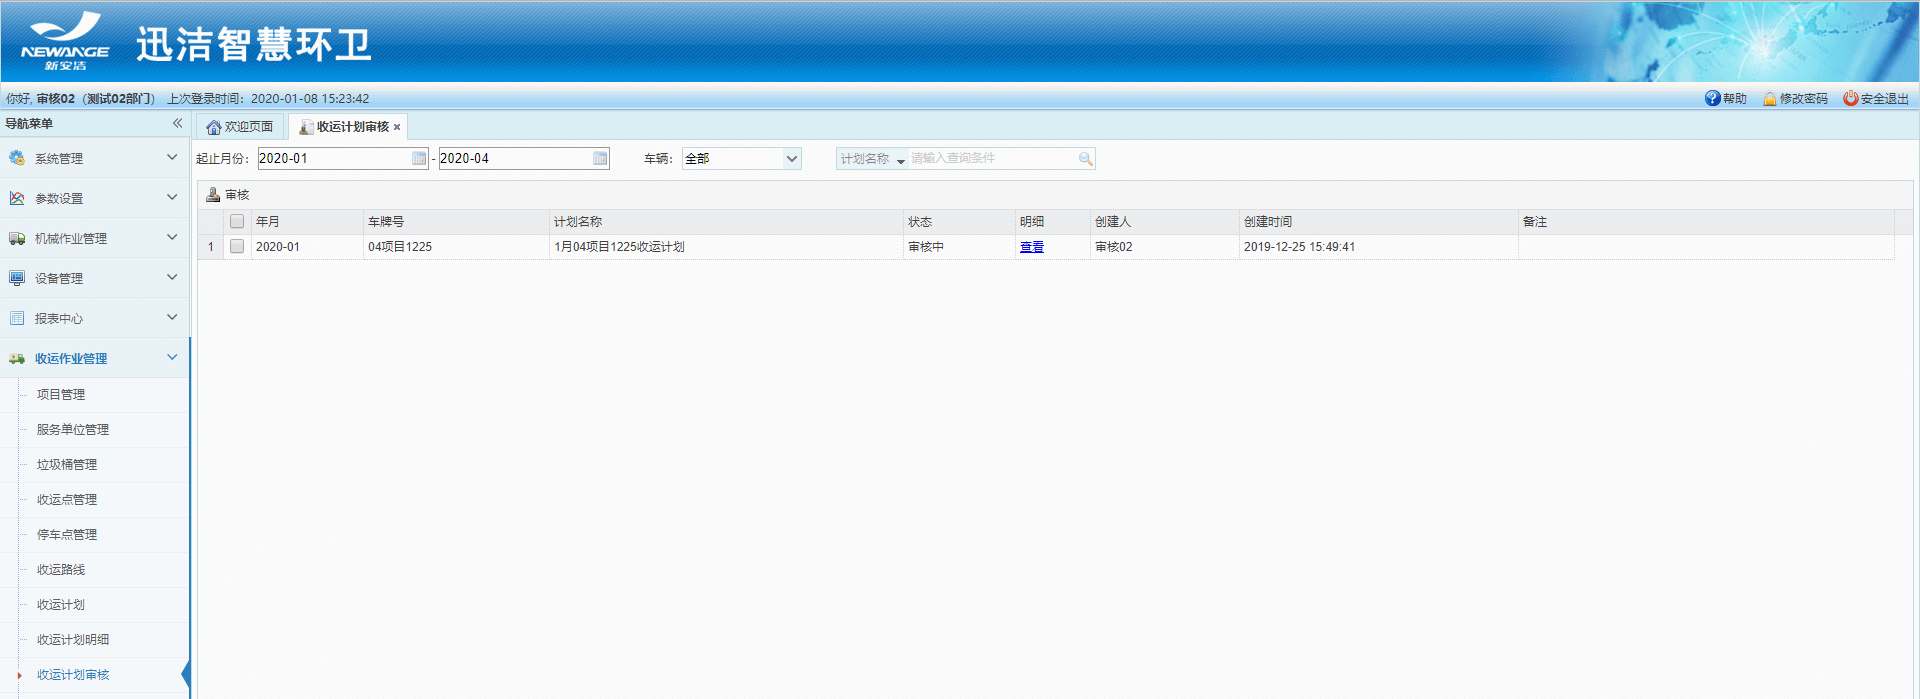 NEWANGE
新安洁
迅洁智慧环卫
你好, 审核02（测试02部门） 上次登录时间：2020-01-08 15:23:42
帮助 修改密码 安全退出
导航菜单
欢迎页面 收运计划审核
系统管理
参数设置
机械作业管理
设备管理
报表中心
收运作业管理
项目管理
服务单位管理
垃圾桶管理
收运点管理
停车点管理
收运路线
收运计划
收运计划明细
收运计划审核
起止月份： 2020-01 - 2020-04 车辆： 全部 计划名称 请输入查询条件
审核
年月 车牌号 计划名称 状态 明细 创建人 创建时间 备注
1 2020-01 04项目1225 1月04项目1225收运计划 审核中 查看 审核02 2019-12-25 15:49:41